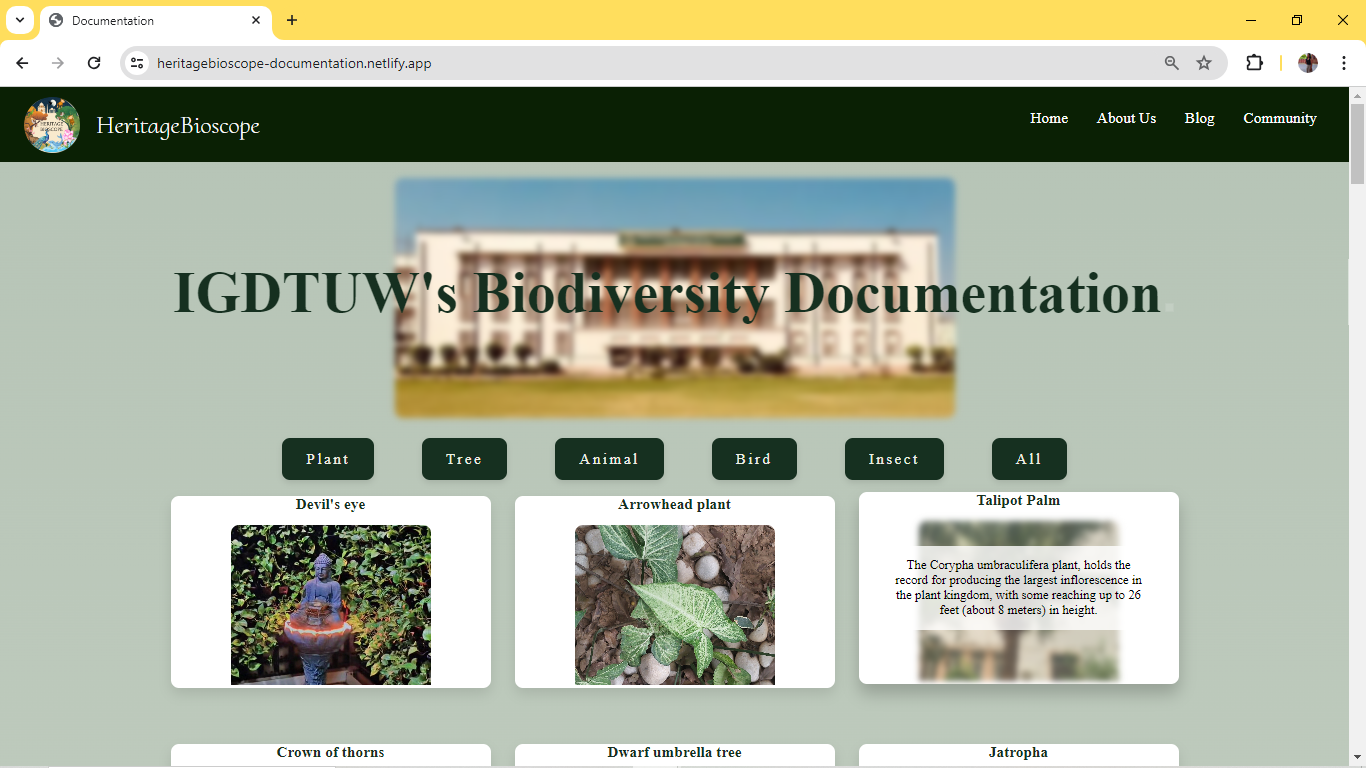 Documentation
heritagebioscope-documentation.netlify.app
HERITAGE
BIOSCOPE
HeritageBioscope
Home About Us Blog Community
IGDTUW's Biodiversity Documentation
Plant Tree Animal Bird Insect All
Devil's eye
Arrowhead plant
Talipot Palm
The Corypha umbraculifera plant, holds the
record for producing the largest inflorescence in
the plant kingdom, with some reaching up to 26
feet (about 8 meters) in height.
Crown of thorns
Dwarf umbrella tree
Jatropha